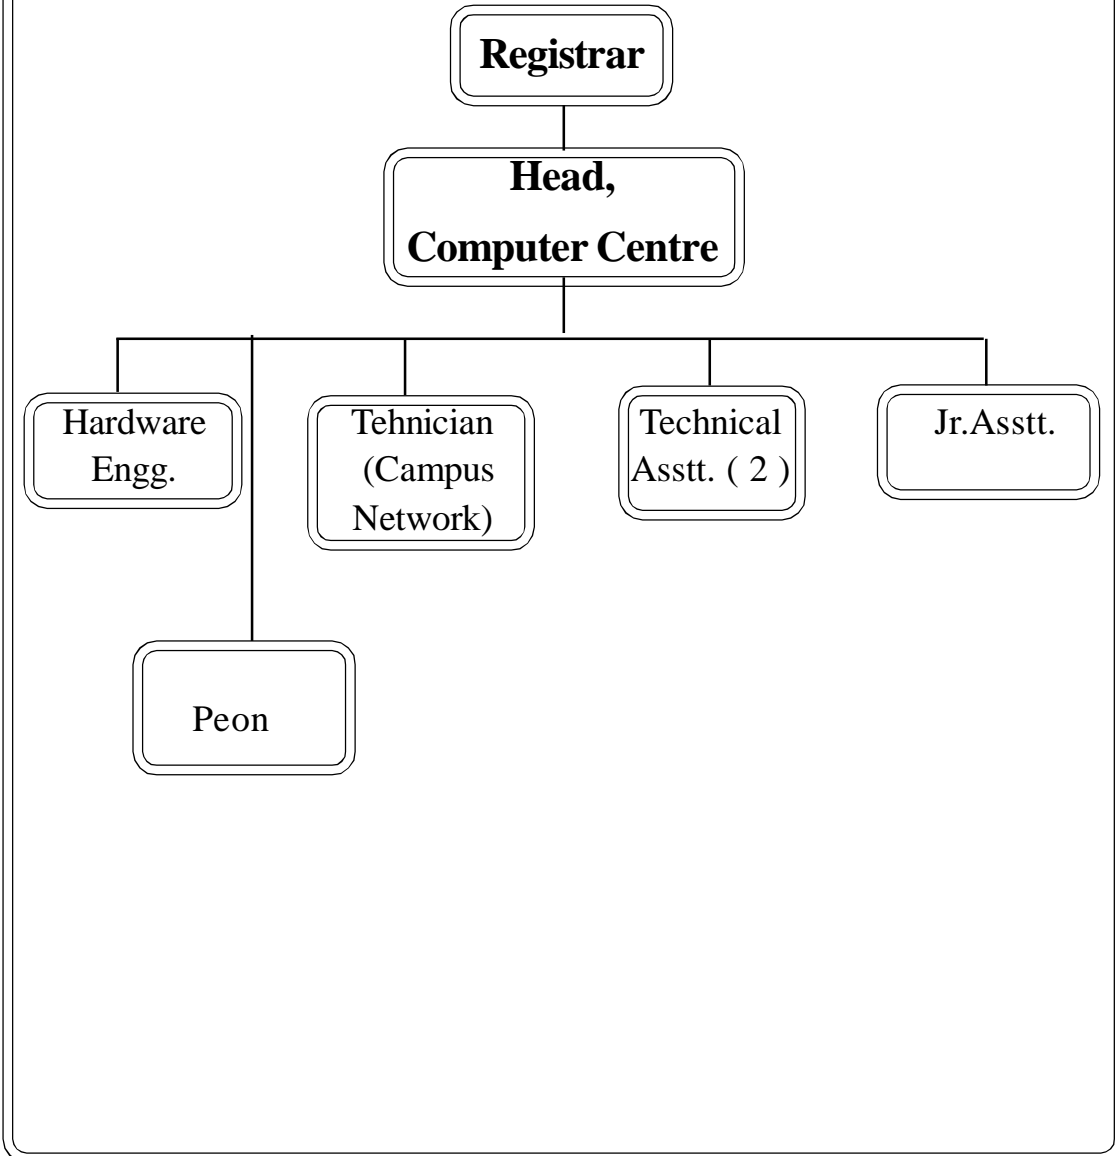 Registrar
Head,
Computer Centre
Hardware
Engg.
Tehnician
(Campus
Network)
Technical
Asstt. ( 2 )
Jr.Asstt.
Peon